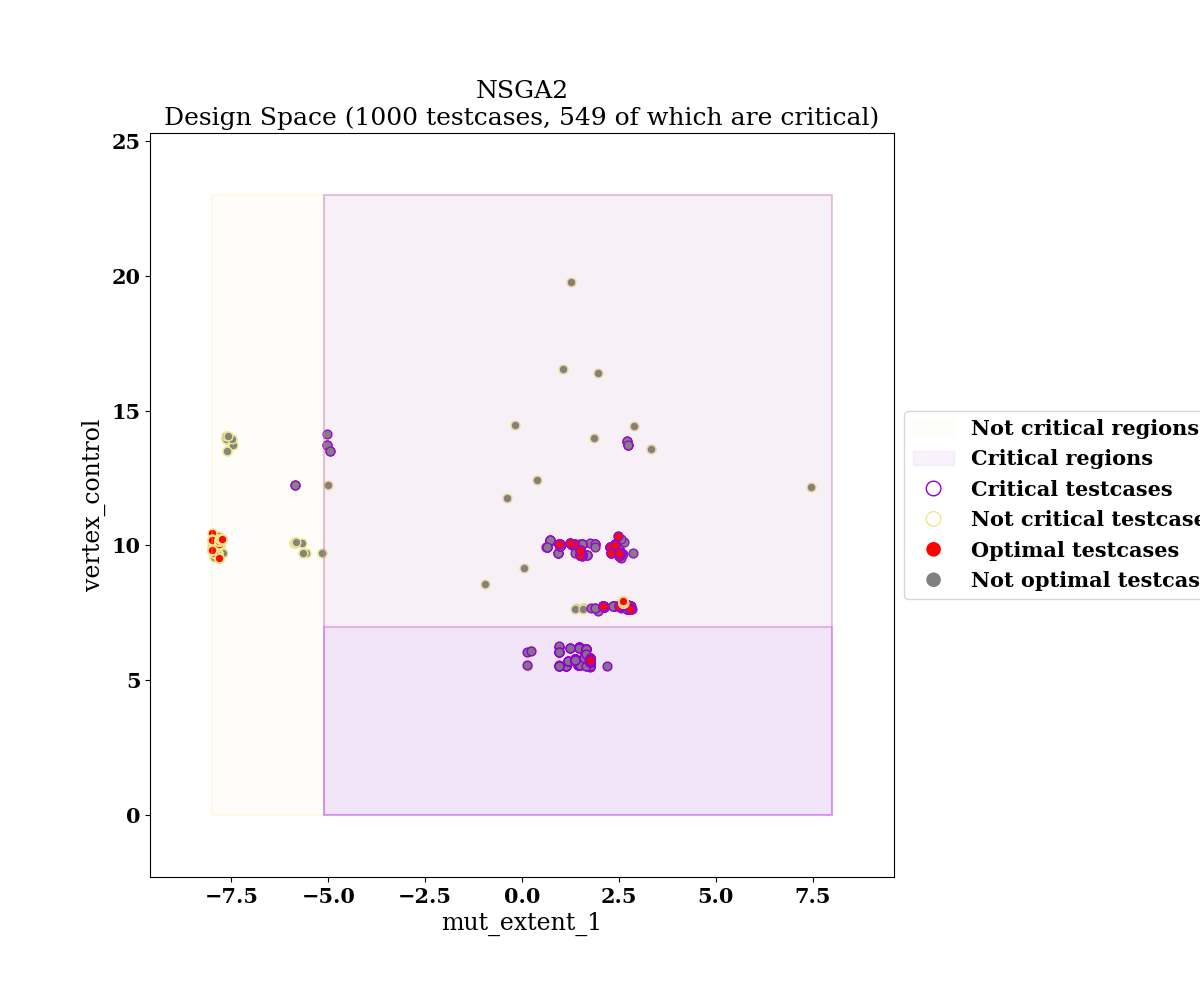 NSGA2
Design Space (1000 testcases, 549 of which are critical)
25
20
15
10
5
0
vertex_control
−7.5
−5.0
−2.5
0.0
2.5
5.0
7.5
mut_extent_1
Not critical regions
Critical regions
Critical testcases
Not critical testcase
Optimal testcases
Not optimal testcas